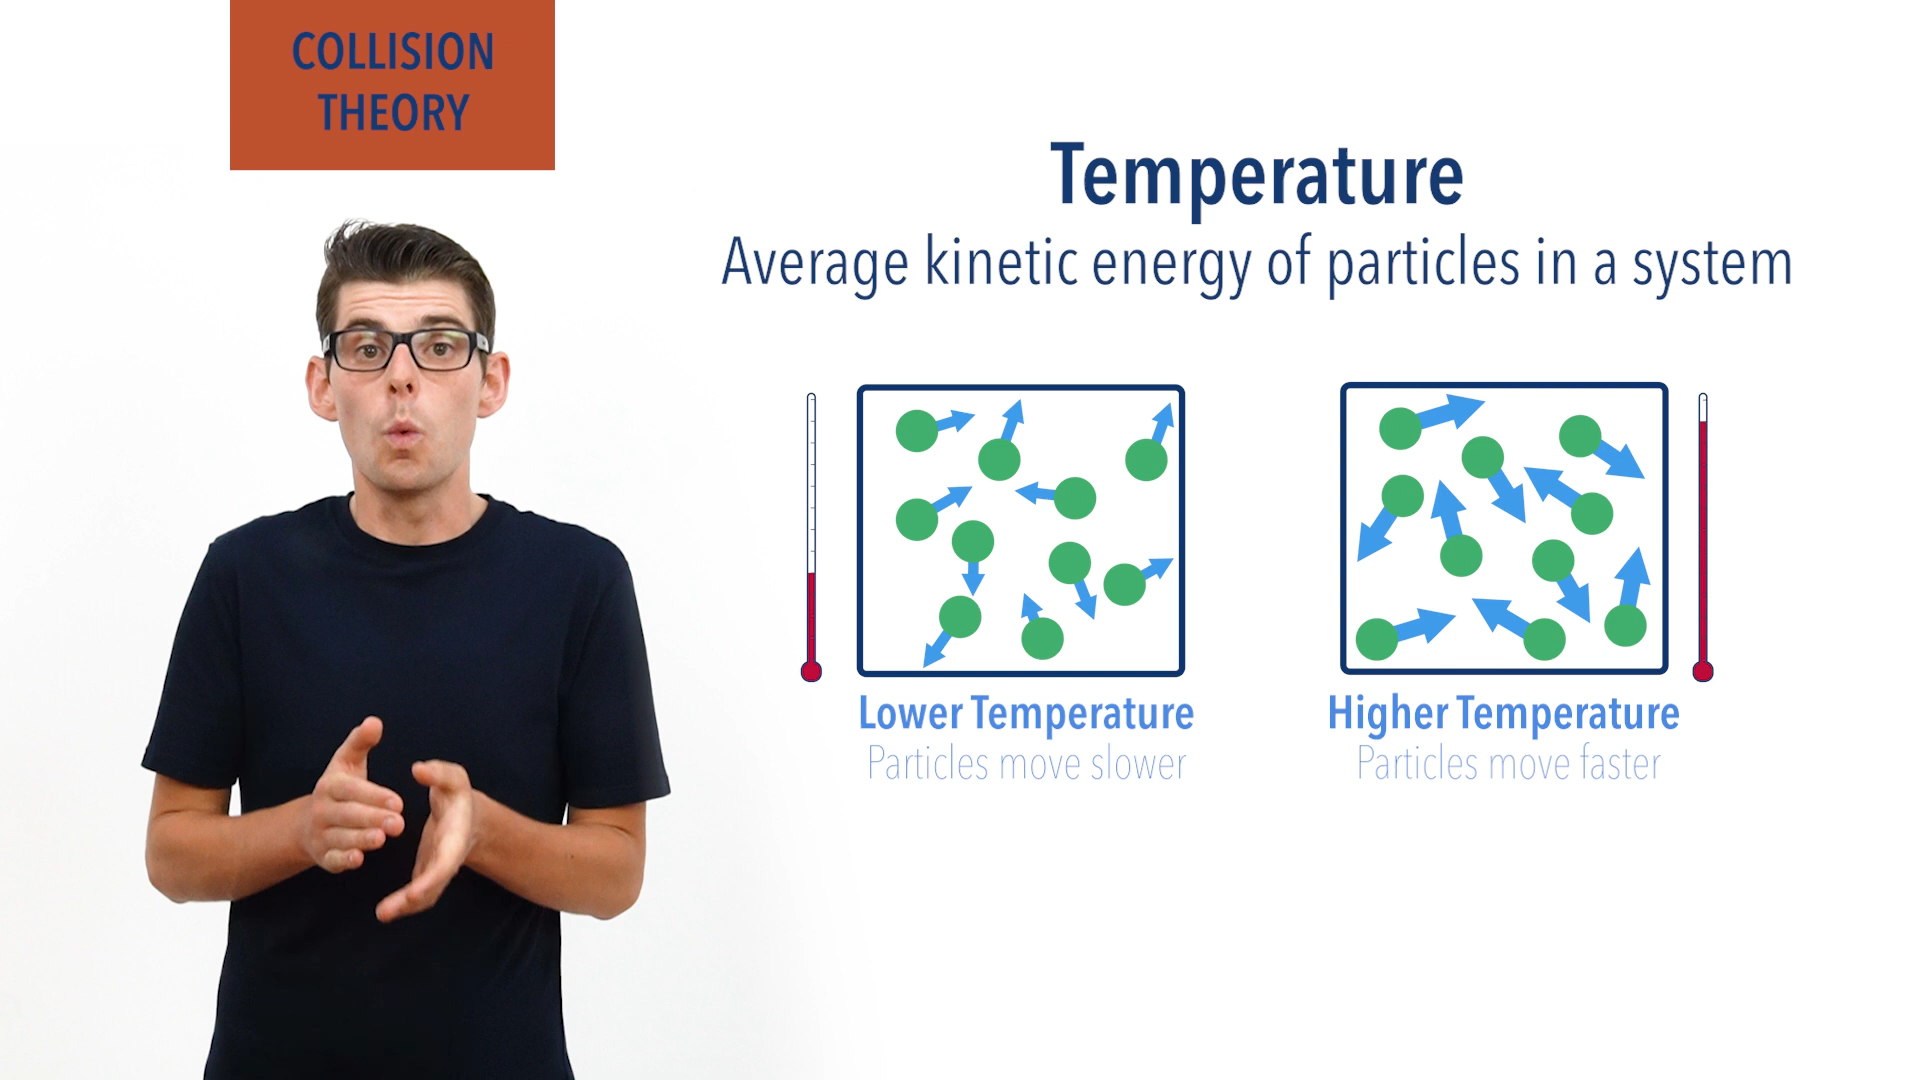 COLLISION
THEORY
Temperature
Average kinetic energy of particles in a system
Lower Temperature
Particles move slower
Higher Temperature
Particles move faster